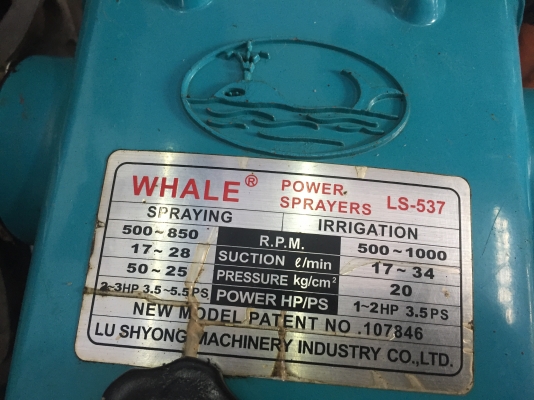 WHALE ® POWER SPRAYERS LS-537
SPRAYING IRRIGATION
500~850 R.P.M. 500~1000
17~28 SUCTION ℓ/min 17~34
50~25 PRESSURE kg/cm² 20
2~3HP 3.5~5.5PS POWER HP/PS 1~2HP 3.5PS
NEW MODEL PATENT NO.107846
LU SHYONG MACHINERY INDUSTRY CO.,LTD.